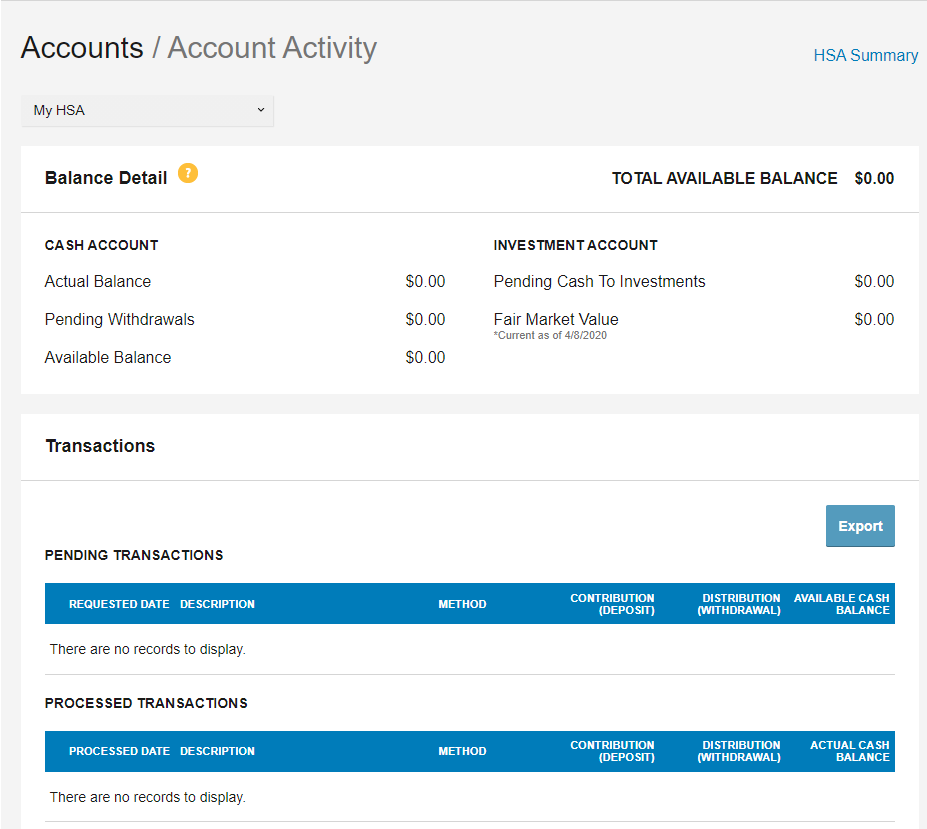 Accounts / Account Activity
HSA Summary
My HSA
Balance Detail ?
TOTAL AVAILABLE BALANCE $0.00
CASH ACCOUNT
Actual Balance $0.00
Pending Withdrawals $0.00
Available Balance $0.00
INVESTMENT ACCOUNT
Pending Cash To Investments $0.00
Fair Market Value $0.00
*Current as of 4/8/2020
Transactions
Export
PENDING TRANSACTIONS
REQUESTED DATE DESCRIPTION METHOD CONTRIBUTION (DEPOSIT) DISTRIBUTION (WITHDRAWAL) AVAILABLE CASH BALANCE
There are no records to display.
PROCESSED TRANSACTIONS
PROCESSED DATE DESCRIPTION METHOD CONTRIBUTION (DEPOSIT) DISTRIBUTION (WITHDRAWAL) ACTUAL CASH BALANCE
There are no records to display.